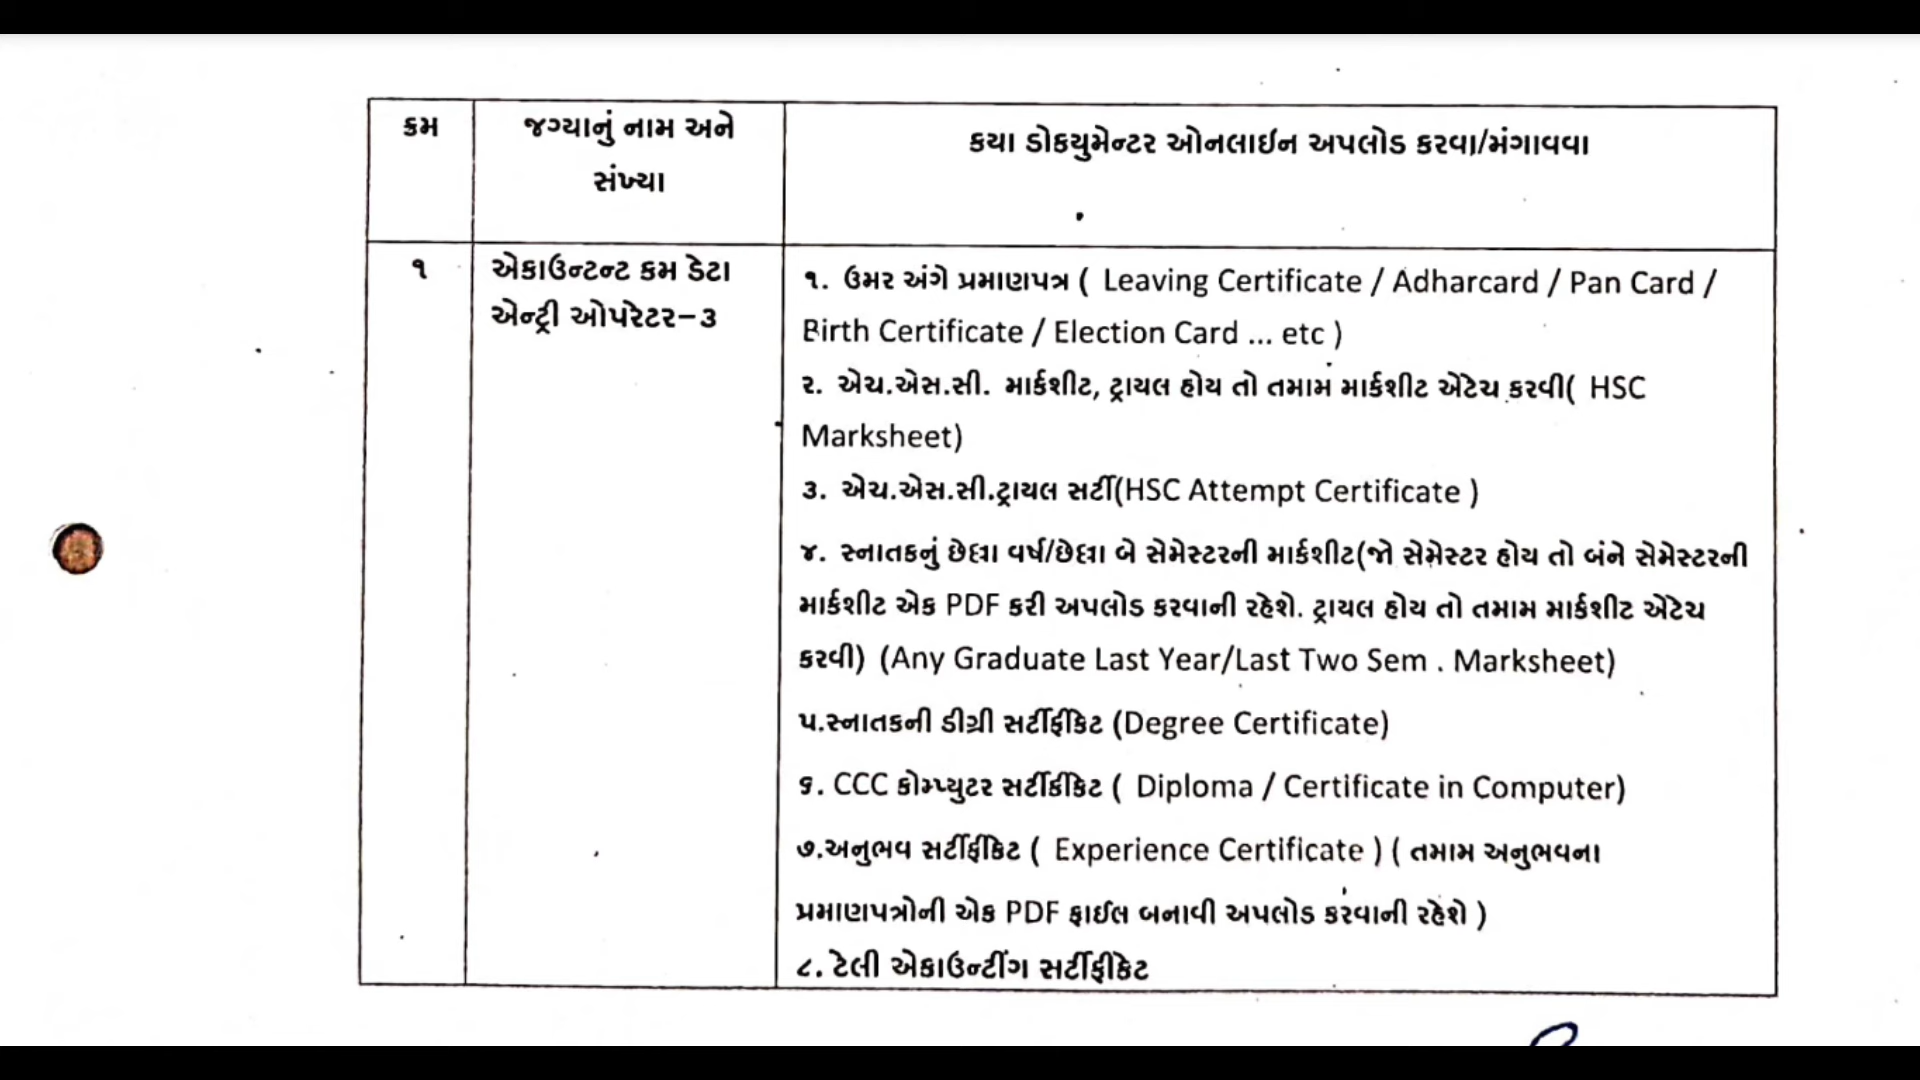 ક્રમ
જગ્યાનું નામ અને
સંખ્યા
કયા ડોકયુમેન્ટર ઓનલાઈન અપલોડ કરવા/મંગાવવા
૧
એકાઉન્ટન્ટ કમ ડેટા
એન્ટ્રી ઓપરેટર–૩
૧. ઉમર અંગે પ્રમાણપત્ર ( Leaving Certificate / Adharcard / Pan Card /
Birth Certificate / Election Card ... etc )
૨. એચ.એસ.સી. માર્કશીટ, ટ્રાયલ હોય તો તમામ માર્કશીટ એટેચ કરવી( HSC
Marksheet)
૩. એચ.એસ.સી.ટ્રાયલ સર્ટી(HSC Attempt Certificate )
૪. સ્નાતકનું છેલ્લા વર્ષ/છેલ્લા બે સેમેસ્ટરની માર્કશીટ(જો સેમેસ્ટર હોય તો બંને સેમેસ્ટરની
માર્કશીટ એક PDF કરી અપલોડ કરવાની રહેશે. ટ્રાયલ હોય તો તમામ માર્કશીટ એટેચ
કરવી) (Any Graduate Last Year/Last Two Sem . Marksheet)
૫.સ્નાતકની ડીગ્રી સર્ટીફીકેટ (Degree Certificate)
૬. CCC કોમ્પ્યુટર સર્ટીફીકેટ ( Diploma / Certificate in Computer)
૭.અનુભવ સર્ટીફીકેટ ( Experience Certificate ) ( તમામ અનુભવના
પ્રમાણપત્રોની એક PDF ફાઈલ બનાવી અપલોડ કરવાની રહેશે )
૮. ટેલી એકાઉન્ટીંગ સર્ટીફીકેટ